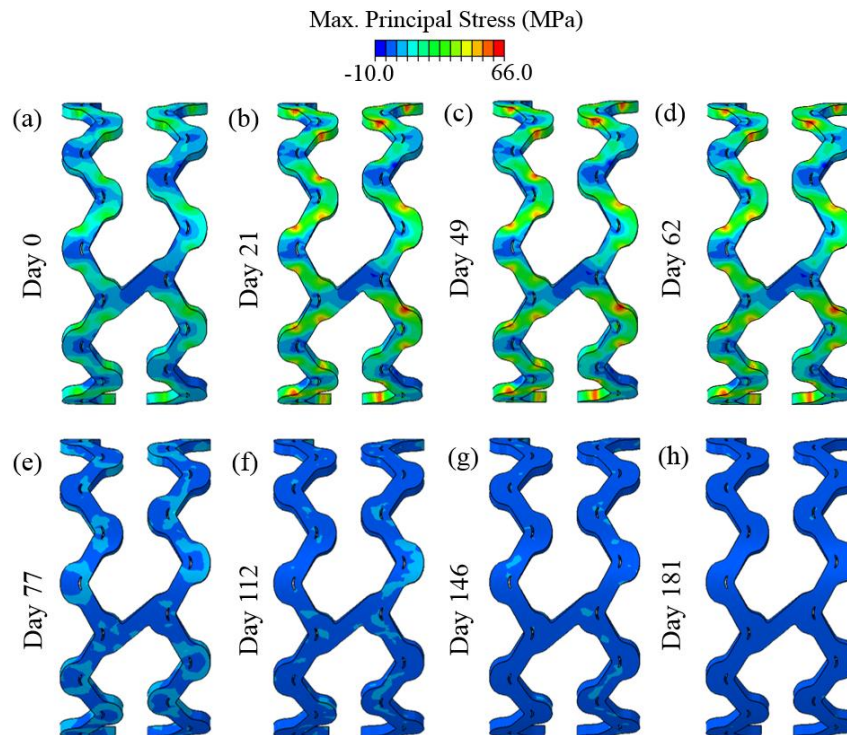 Max. Principal Stress (MPa)
-10.0 66.0
(a) (b) (c) (d)
Day 0 Day 21 Day 49 Day 62
(e) (f) (g) (h)
Day 77 Day 112 Day 146 Day 181